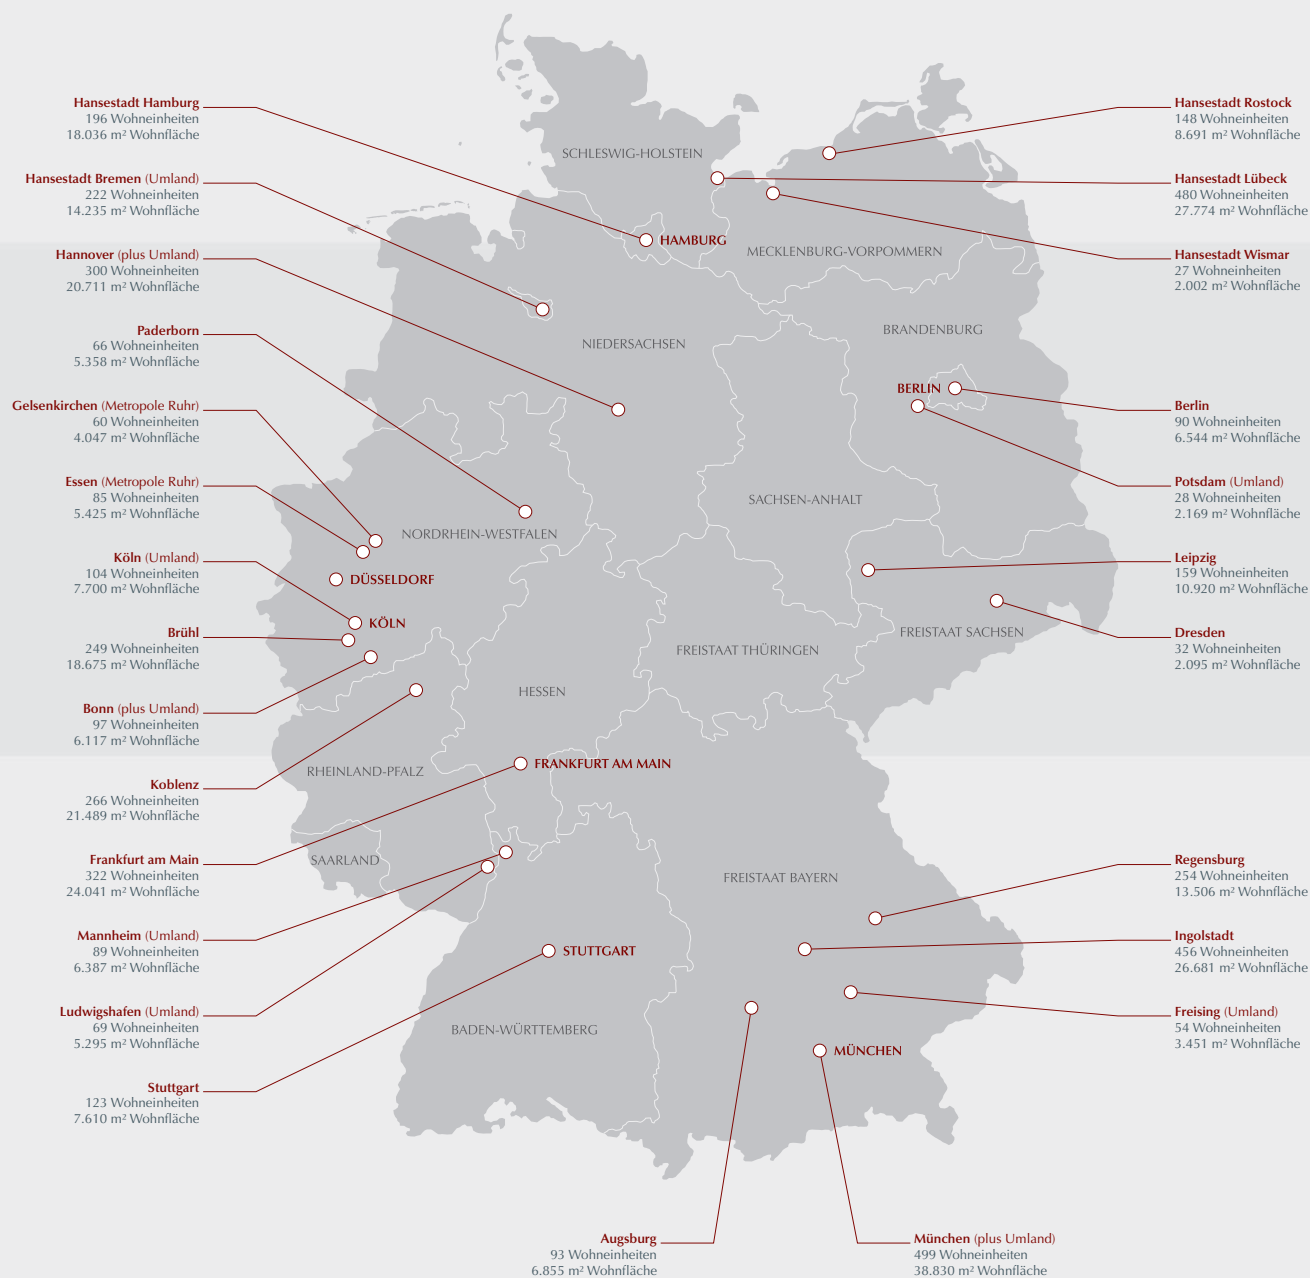 Hansestadt Hamburg
196 Wohneinheiten
18.036 m² Wohnfläche
Hansestadt Bremen (Umland)
222 Wohneinheiten
14.235 m² Wohnfläche
Hannover (plus Umland)
300 Wohneinheiten
20.711 m² Wohnfläche
Paderborn
66 Wohneinheiten
5.358 m² Wohnfläche
Gelsenkirchen (Metropole Ruhr)
60 Wohneinheiten
4.047 m² Wohnfläche
Essen (Metropole Ruhr)
85 Wohneinheiten
5.425 m² Wohnfläche
Köln (Umland)
104 Wohneinheiten
7.700 m² Wohnfläche
Brühl
249 Wohneinheiten
18.675 m² Wohnfläche
Bonn (plus Umland)
97 Wohneinheiten
6.117 m² Wohnfläche
Koblenz
266 Wohneinheiten
21.489 m² Wohnfläche
Frankfurt am Main
322 Wohneinheiten
24.041 m² Wohnfläche
Mannheim (Umland)
89 Wohneinheiten
6.387 m² Wohnfläche
Ludwigshafen (Umland)
69 Wohneinheiten
5.295 m² Wohnfläche
Stuttgart
123 Wohneinheiten
7.610 m² Wohnfläche
SCHLESWIG-HOLSTEIN
HAMBURG
MECKLENBURG-VORPOMMERN
BRANDENBURG
NIEDERSACHSEN
BERLIN
SACHSEN-ANHALT
NORDRHEIN-WESTFALEN
DÜSSELDORF
KÖLN
FREISTAAT SACHSEN
FREISTAAT THÜRINGEN
HESSEN
FRANKFURT AM MAIN
RHEINLAND-PFALZ
SAARLAND
FREISTAAT BAYERN
STUTTGART
BADEN-WÜRTTEMBERG
MÜNCHEN
Hansestadt Rostock
148 Wohneinheiten
8.691 m² Wohnfläche
Hansestadt Lübeck
480 Wohneinheiten
27.774 m² Wohnfläche
Hansestadt Wismar
27 Wohneinheiten
2.002 m² Wohnfläche
Berlin
90 Wohneinheiten
6.544 m² Wohnfläche
Potsdam (Umland)
28 Wohneinheiten
2.169 m² Wohnfläche
Leipzig
159 Wohneinheiten
10.920 m² Wohnfläche
Dresden
32 Wohneinheiten
2.095 m² Wohnfläche
Regensburg
254 Wohneinheiten
13.506 m² Wohnfläche
Ingolstadt
456 Wohneinheiten
26.681 m² Wohnfläche
Freising (Umland)
54 Wohneinheiten
3.451 m² Wohnfläche
Augsburg
93 Wohneinheiten
6.855 m² Wohnfläche
München (plus Umland)
499 Wohneinheiten
38.830 m² Wohnfläche